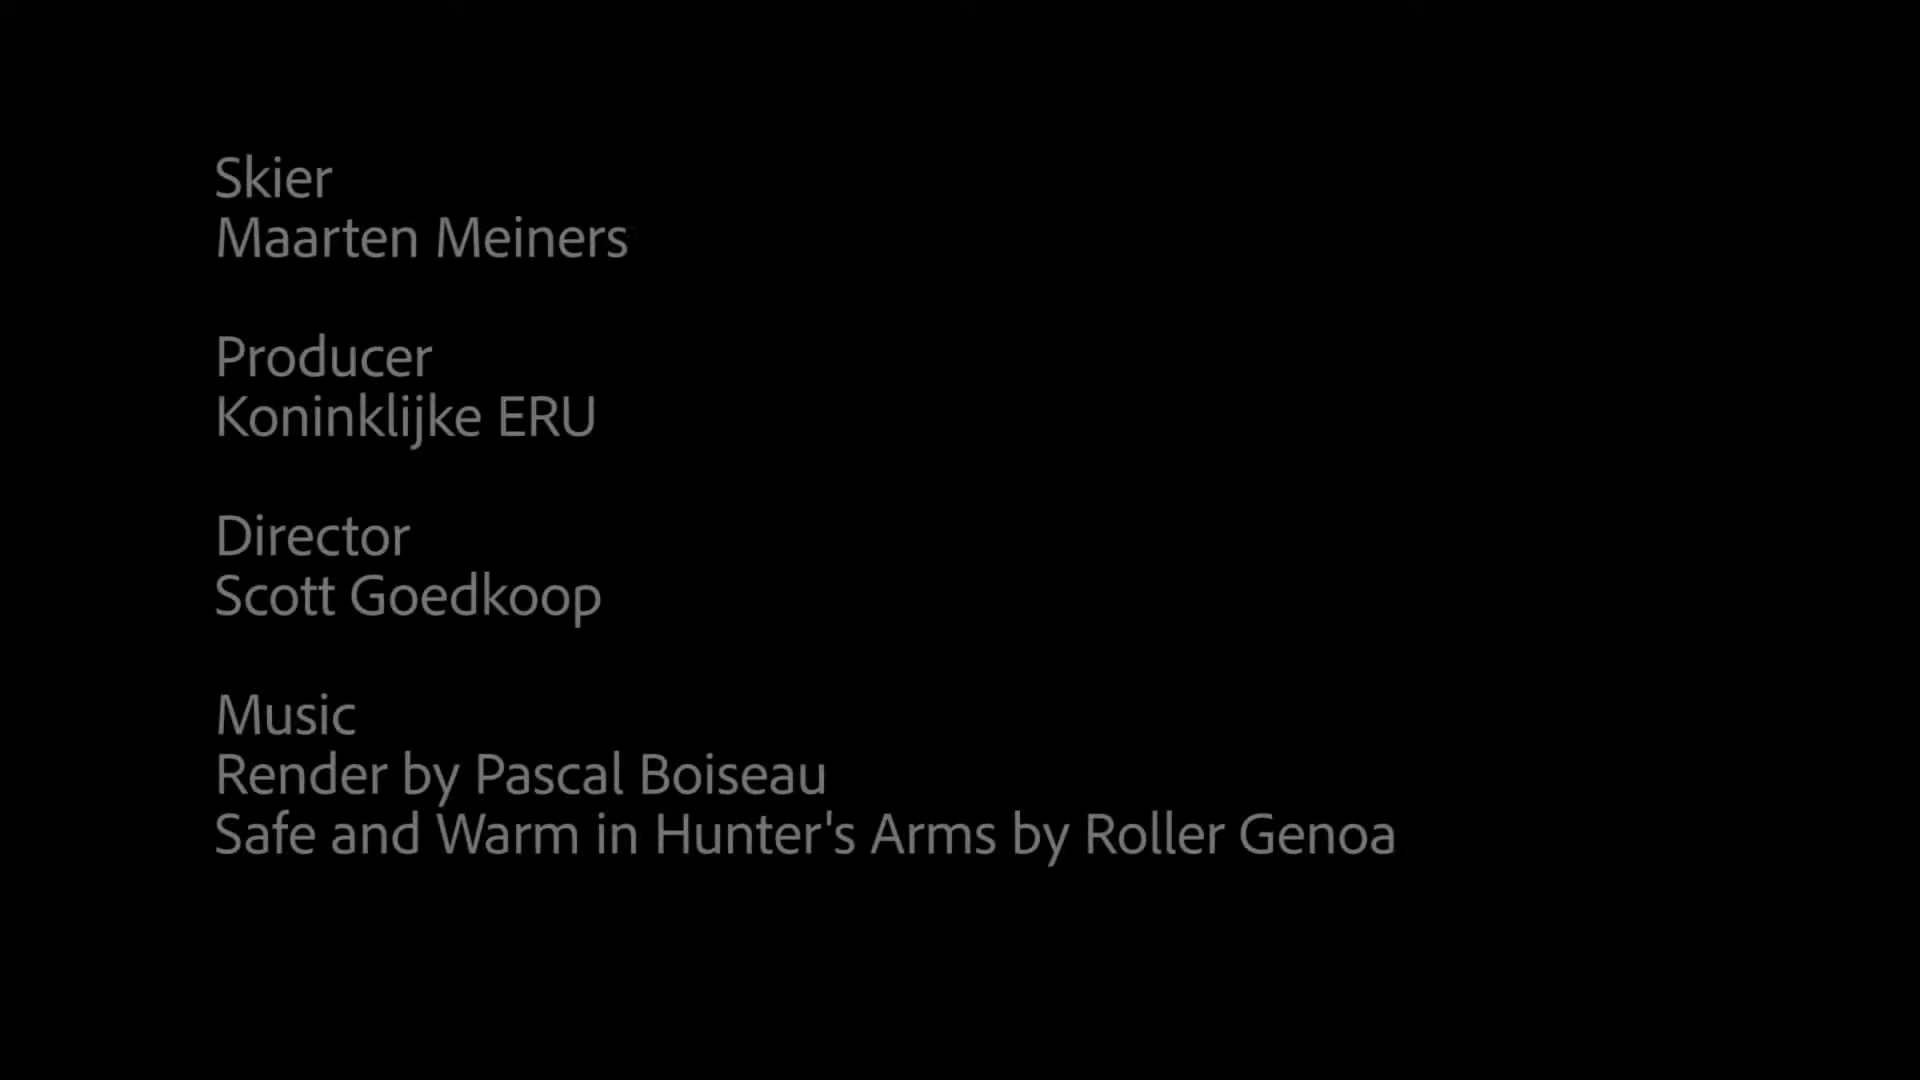 Skier
Maarten Meiners
Producer
Koninklijke ERU
Director
Scott Goedkoop
Music
Render by Pascal Boiseau
Safe and Warm in Hunter's Arms by Roller Genoa